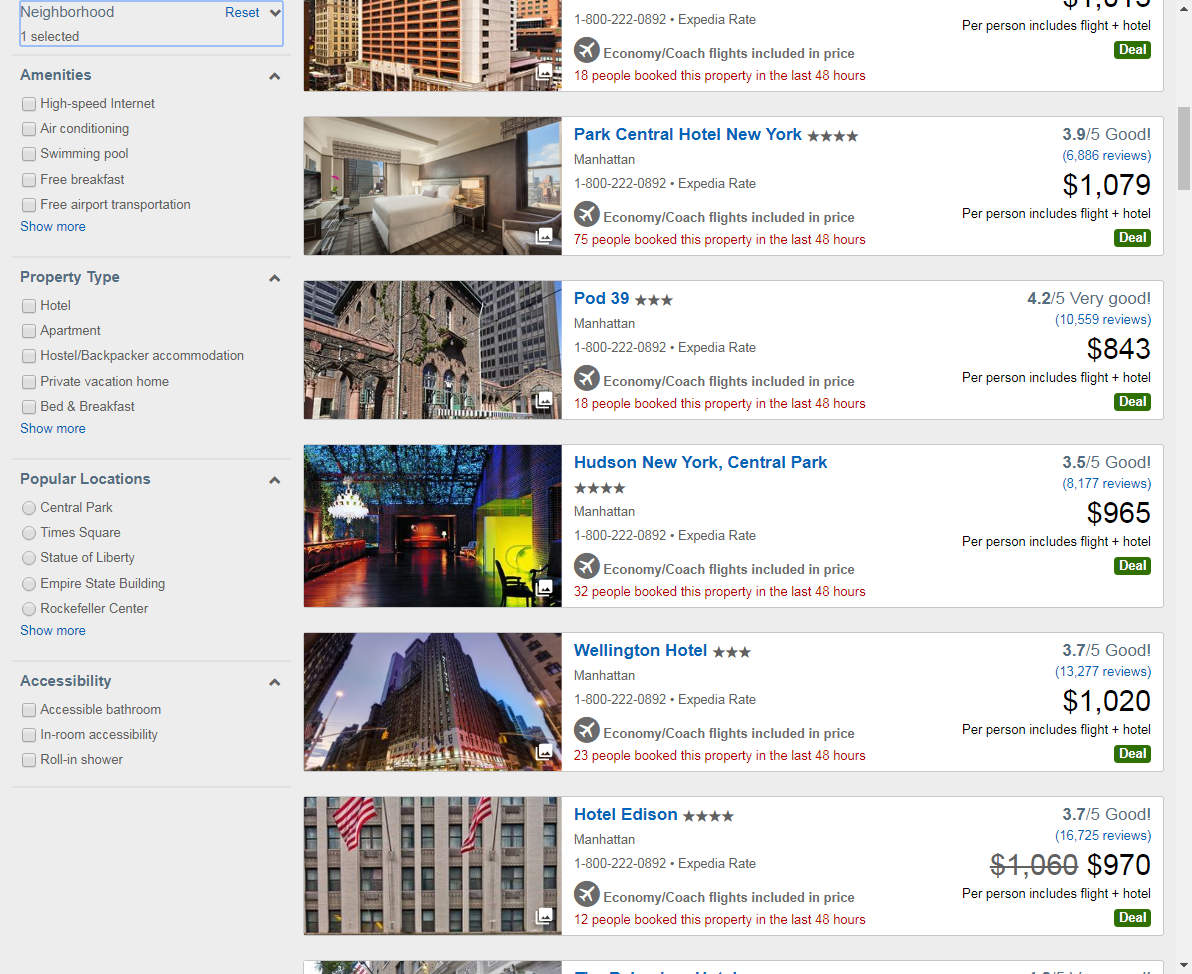 Neighborhood
Reset
1 selected
Amenities
High-speed Internet
Air conditioning
Swimming pool
Free breakfast
Free airport transportation
Show more
Property Type
Hotel
Apartment
Hostel/Backpacker accommodation
Private vacation home
Bed & Breakfast
Show more
Popular Locations
Central Park
Times Square
Statue of Liberty
Empire State Building
Rockefeller Center
Show more
Accessibility
Accessible bathroom
In-room accessibility
Roll-in shower
1-800-222-0892 • Expedia Rate
Economy/Coach flights included in price
18 people booked this property in the last 48 hours
Per person includes flight + hotel
Deal
Park Central Hotel New York
Manhattan
1-800-222-0892 • Expedia Rate
Economy/Coach flights included in price
75 people booked this property in the last 48 hours
3.9/5 Good!
(6,886 reviews)
$1,079
Per person includes flight + hotel
Deal
Pod 39
Manhattan
1-800-222-0892 • Expedia Rate
Economy/Coach flights included in price
18 people booked this property in the last 48 hours
4.2/5 Very good!
(10,559 reviews)
$843
Per person includes flight + hotel
Deal
Hudson New York, Central Park
Manhattan
1-800-222-0892 • Expedia Rate
Economy/Coach flights included in price
32 people booked this property in the last 48 hours
3.5/5 Good!
(8,177 reviews)
$965
Per person includes flight + hotel
Deal
Wellington Hotel
Manhattan
1-800-222-0892 • Expedia Rate
Economy/Coach flights included in price
23 people booked this property in the last 48 hours
3.7/5 Good!
(13,277 reviews)
$1,020
Per person includes flight + hotel
Deal
Hotel Edison
Manhattan
1-800-222-0892 • Expedia Rate
Economy/Coach flights included in price
12 people booked this property in the last 48 hours
3.7/5 Good!
(16,725 reviews)
$1,060 $970
Per person includes flight + hotel
Deal